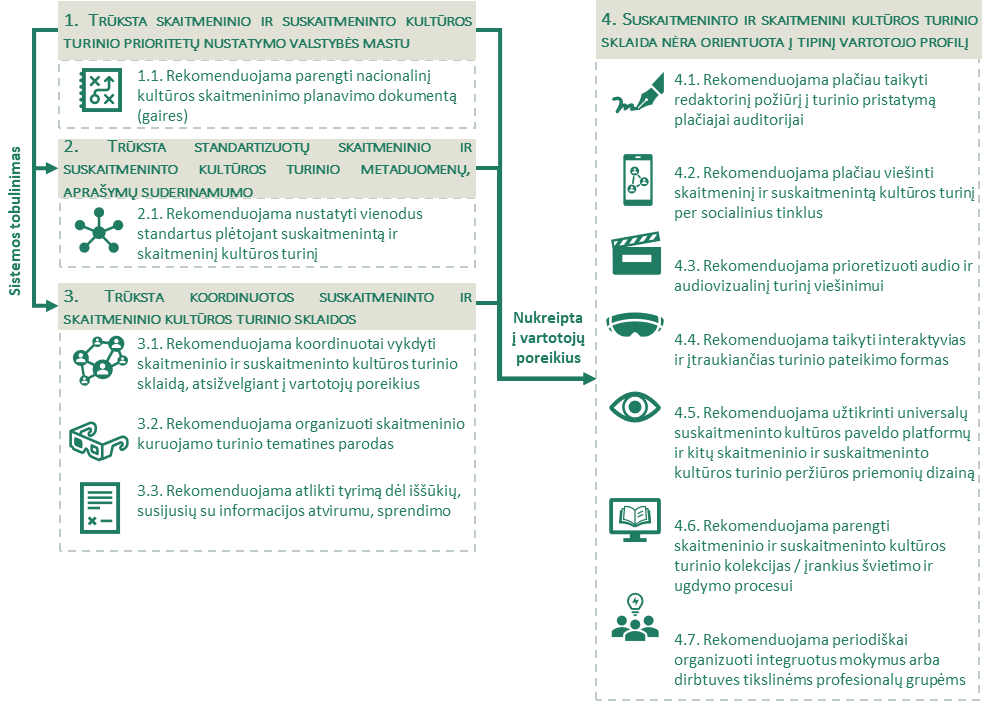 Sistemos tobulinimas
1. Trūksta skaitmeninio ir suskaitmeninto kultūros
turinio prioritetų nustatymo valstybės mastu
1.1. Rekomenduojama parengti nacionalinį
kultūros skaitmeninimo planavimo dokumentą
(gaires)
2. Trūksta standartizuotų skaitmeninio ir
suskaitmeninto kultūros turinio metaduomenų,
aprašymų suderinamumo
2.1. Rekomenduojama nustatyti vienodus
standartus plėtojant suskaitmenintą ir
skaitmeninį kultūros turinį
3. Trūksta koordinuotos suskaitmeninto ir
skaitmeninio kultūros turinio sklaidos
3.1. Rekomenduojama koordinuotai vykdyti
skaitmeninio ir suskaitmeninto kultūros turinio
sklaidą, atsižvelgiant į vartotojų poreikius
3.2. Rekomenduojama organizuoti skaitmeninio
kuruojamo turinio tematines parodas
3.3. Rekomenduojama atlikti tyrimą dėl iššūkių,
susijusių su informacijos atvirumu, sprendimo
Nukreipta
į vartotojų
poreikius
4. Suskaitmeninto ir skaitmenini kultūros turinio
sklaida nėra orientuota į tipinį vartotojo profilį
4.1. Rekomenduojama plačiau taikyti
redaktorinį požiūrį į turinio pristatymą
plačiajai auditorijai
4.2. Rekomenduojama plačiau viešinti
skaitmeninį ir suskaitmenintą kultūros turinį
per socialinius tinklus
4.3. Rekomenduojama prioretizuoti audio ir
audiovizualinį turinį viešinimui
4.4. Rekomenduojama taikyti interaktyvias
ir įtraukiančias turinio pateikimo formas
4.5. Rekomenduojama užtikrinti universalų
suskaitmeninto kultūros paveldo platformų
ir kitų skaitmeninio ir suskaitmeninto
kultūros turinio peržiūros priemonių dizainą
4.6. Rekomenduojama parengti
skaitmeninio ir suskaitmeninto kultūros
turinio kolekcijas / įrankius švietimo ir
ugdymo procesui
4.7. Rekomenduojama periodiškai
organizuoti integruotus mokymus arba
dirbtuves tikslinėms profesionalų grupėms